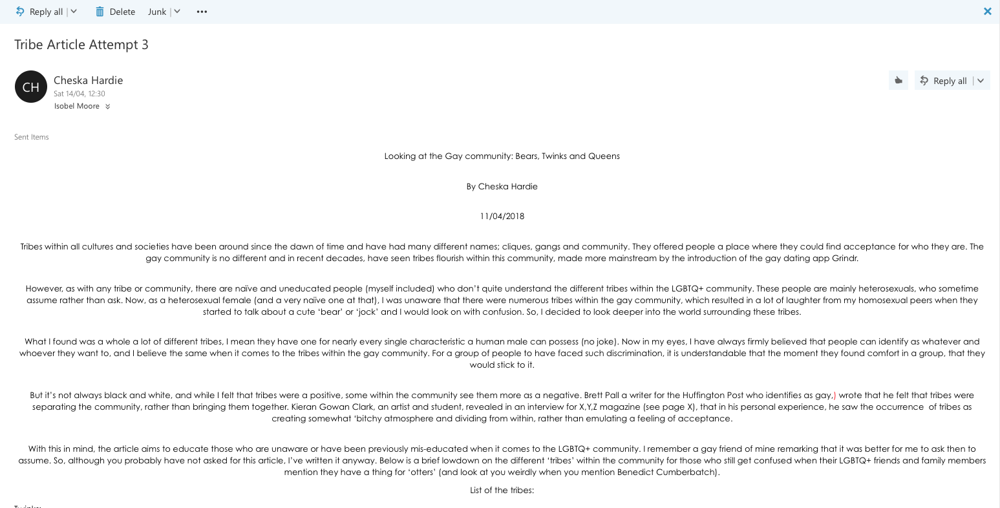 Reply all
Delete
Junk
Tribe Article Attempt 3
CH
Cheska Hardie
Sat 14/04, 12:30
Isobel Moore
Reply all
Sent Items
Looking at the Gay community: Bears, Twinks and Queens
By Cheska Hardie
11/04/2018
Tribes within all cultures and societies have been around since the dawn of time and have had many different names; cliques, gangs and community. They offered people a place where they could find acceptance for who they are. The
gay community is no different and in recent decades, have seen tribes flourish within this community, made more mainstream by the introduction of the gay dating app Grindr.
However, as with any tribe or community, there are naïve and uneducated people (myself included) who don't quite understand the different tribes within the LGBTQ+ community. These people are mainly heterosexuals, who sometime
assume rather than ask. Now, as a heterosexual female (and a very naïve one at that), I was unaware that there were numerous tribes within the gay community, which resulted in a lot of laughter from my homosexual peers when they
started to talk about a cute 'bear' or 'jock' and I would look on with confusion. So, I decided to look deeper into the world surrounding these tribes.
What I found was a whole a lot of different tribes, I mean they have one for nearly every single characteristic a human male can possess (no joke). Now in my eyes, I have always firmly believed that people can identify as whatever and
whoever they want to, and I believe the same when it comes to the tribes within the gay community. For a group of people to have faced such discrimination, it is understandable that the moment they found comfort in a group, that they
would stick to it.
But it's not always black and white, and while I felt that tribes were a positive, some within the community see them more as a negative. Brett Pall a writer for the Huffington Post who identifies as gay,) wrote that he felt that tribes were
separating the community, rather than bringing them together. Kieran Gowan Clark, an artist and student, revealed in an interview for X,Y,Z magazine (see page X), that in his personal experience, he saw the occurrence  of tribes as
creating somewhat 'bitchy atmosphere and dividing from within, rather than emulating a feeling of acceptance.
With this in mind, the article aims to educate those who are unaware or have been previously mis-educated when it comes to the LGBTQ+ community. I remember a gay friend of mine remarking that it was better for me to ask then to
assume. So, although you probably have not asked for this article, I've written it anyway. Below is a brief lowdown on the different 'tribes' within the community for those who still get confused when their LGBTQ+ friends and family members
mention they have a thing for 'otters' (and look at you weirdly when you mention Benedict Cumberbatch).
List of the tribes: